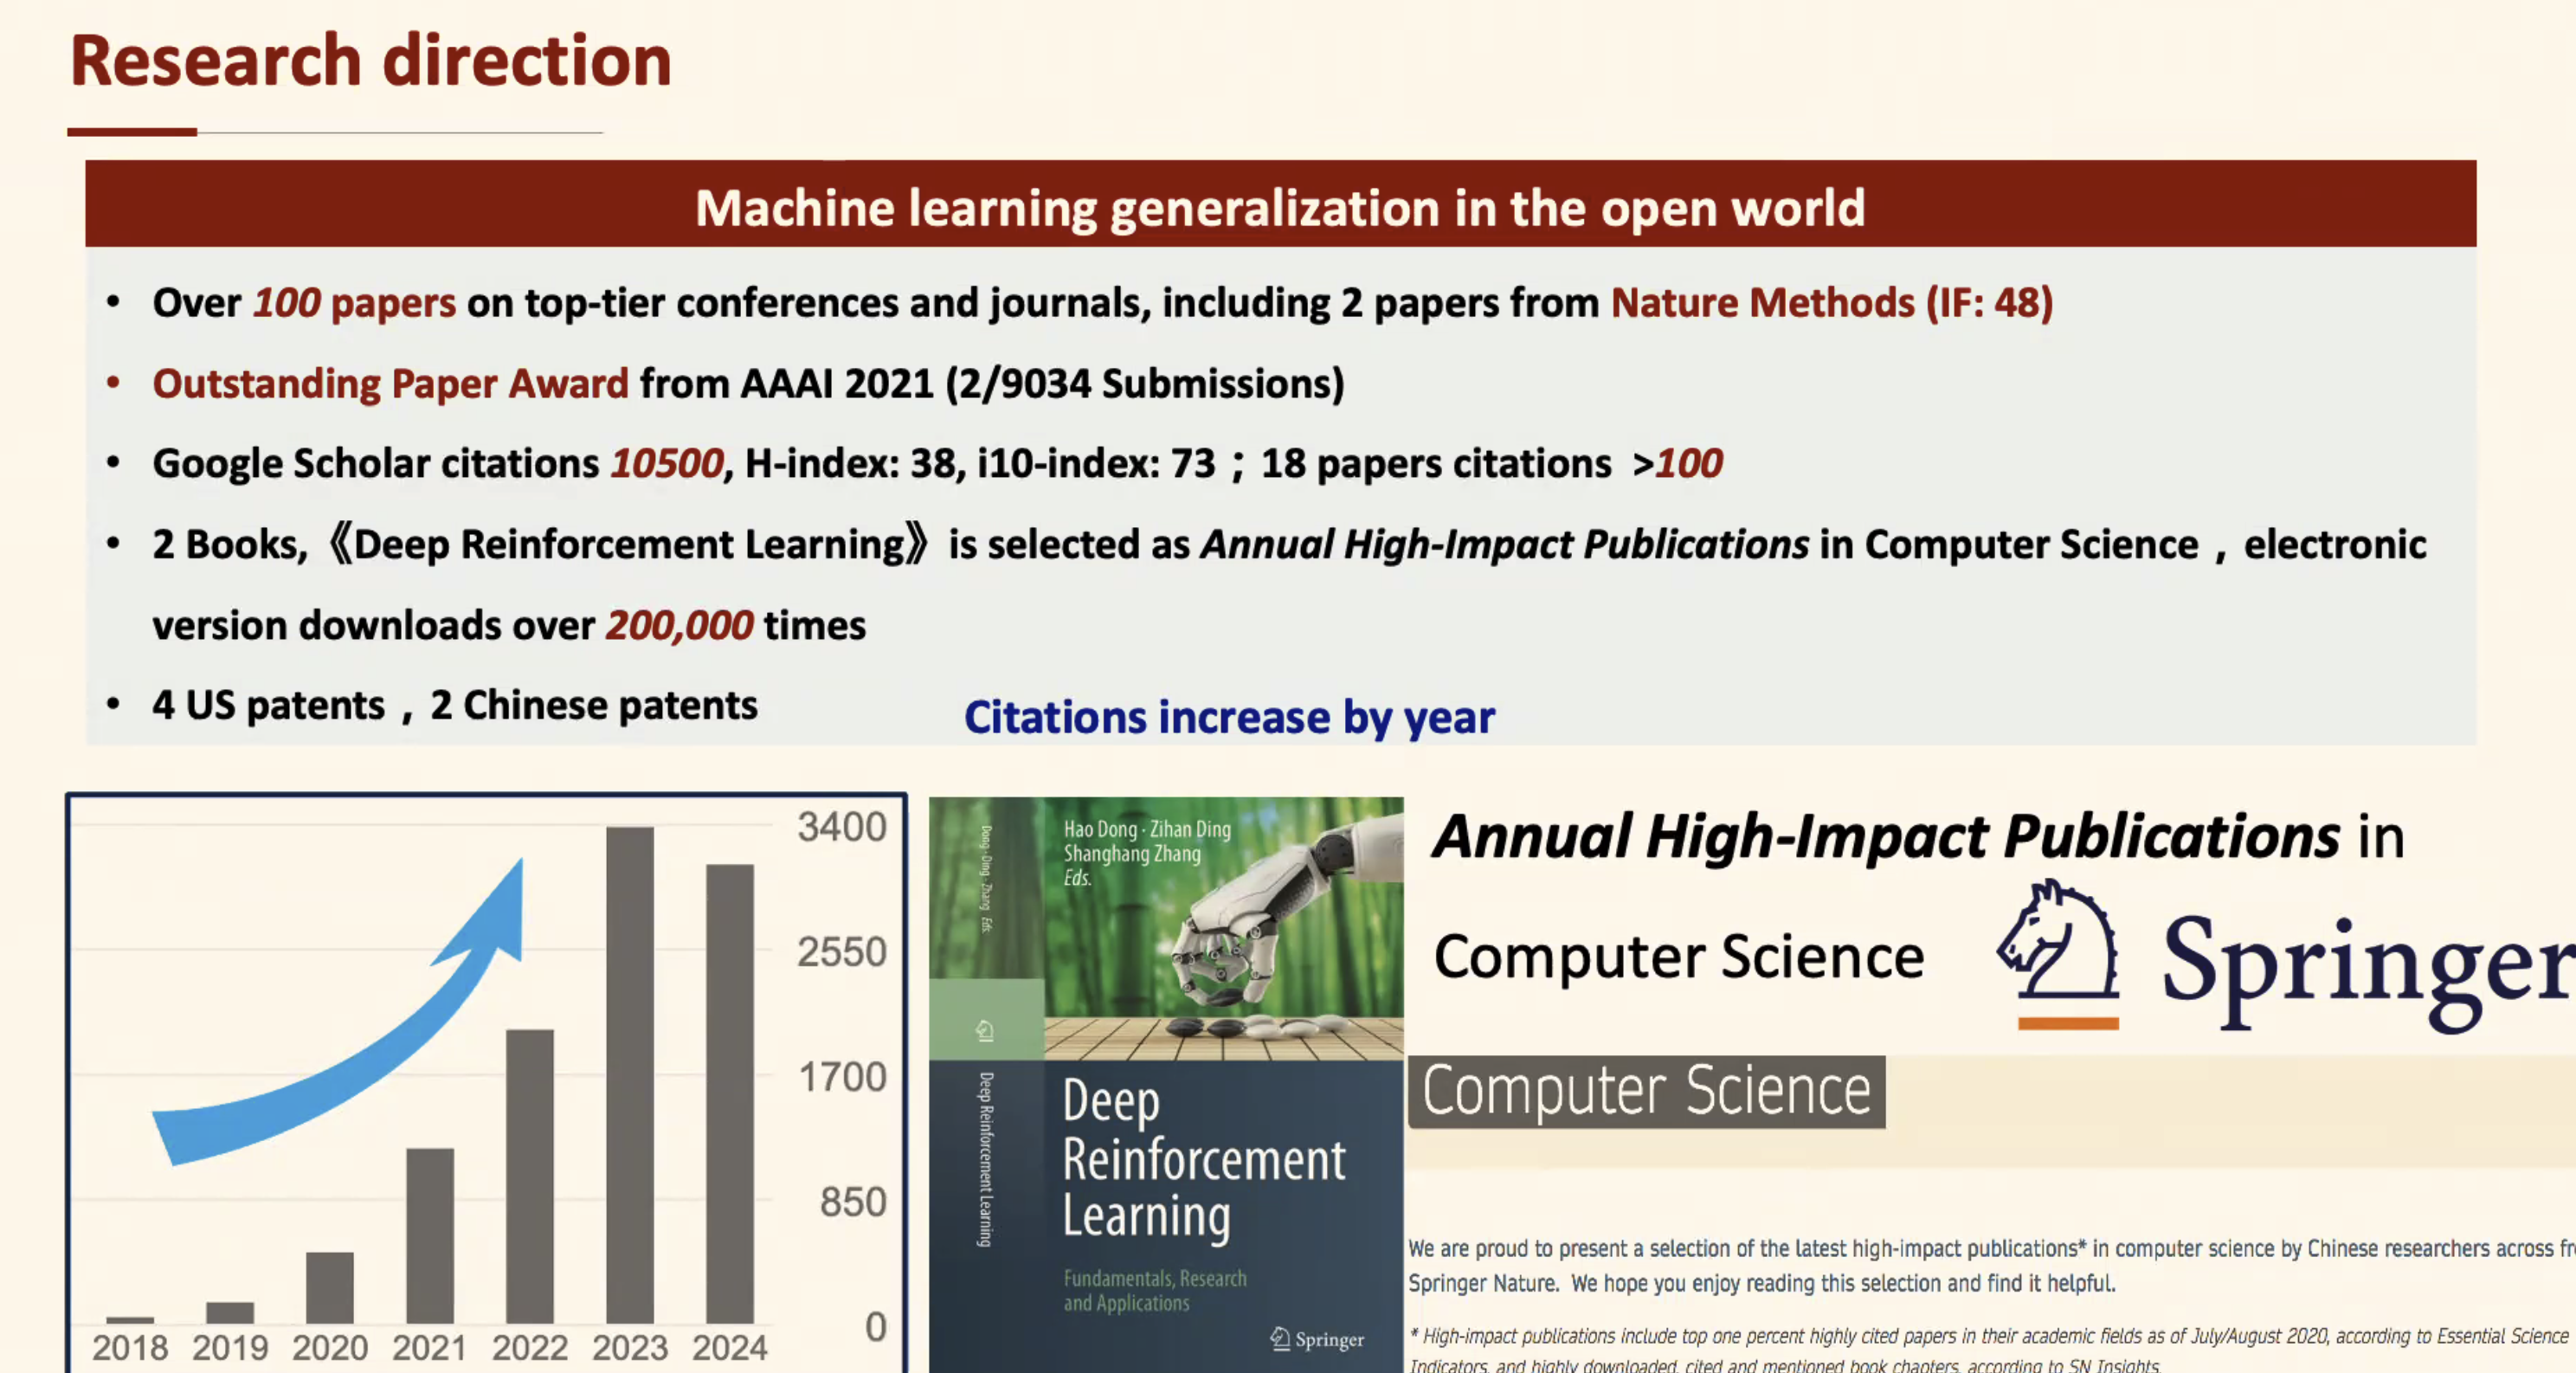 Research direction
Machine learning generalization in the open world
• Over 100 papers on top-tier conferences and journals, including 2 papers from Nature Methods (IF: 48)
• Outstanding Paper Award from AAAI 2021 (2/9034 Submissions)
• Google Scholar citations 10500, H-index: 38, i10-index: 73；18 papers citations >100
• 2 Books,《Deep Reinforcement Learning》is selected as Annual High-Impact Publications in Computer Science，electronic
version downloads over 200,000 times
• 4 US patents，2 Chinese patents
Citations increase by year
3400
2550
1700
850
0
2018 2019 2020 2021 2022 2023 2024
Dong · Ding · Zhang Eds.
Deep Reinforcement Learning
Hao Dong · Zihan Ding
Shanghang Zhang
Eds.
Deep
Reinforcement
Learning
Fundamentals, Research
and Applications
Springer
Annual High-Impact Publications in
Computer Science
Springer
Computer Science
We are proud to present a selection of the latest high-impact publications* in computer science by Chinese researchers across
Springer Nature. We hope you enjoy reading this selection and find it helpful.
* High-impact publications include top one percent highly cited papers in their academic fields as of July/August 2020, according to Essential Science
Indicators, and highly downloaded, cited and mentioned book chapters, according to SN Insights.